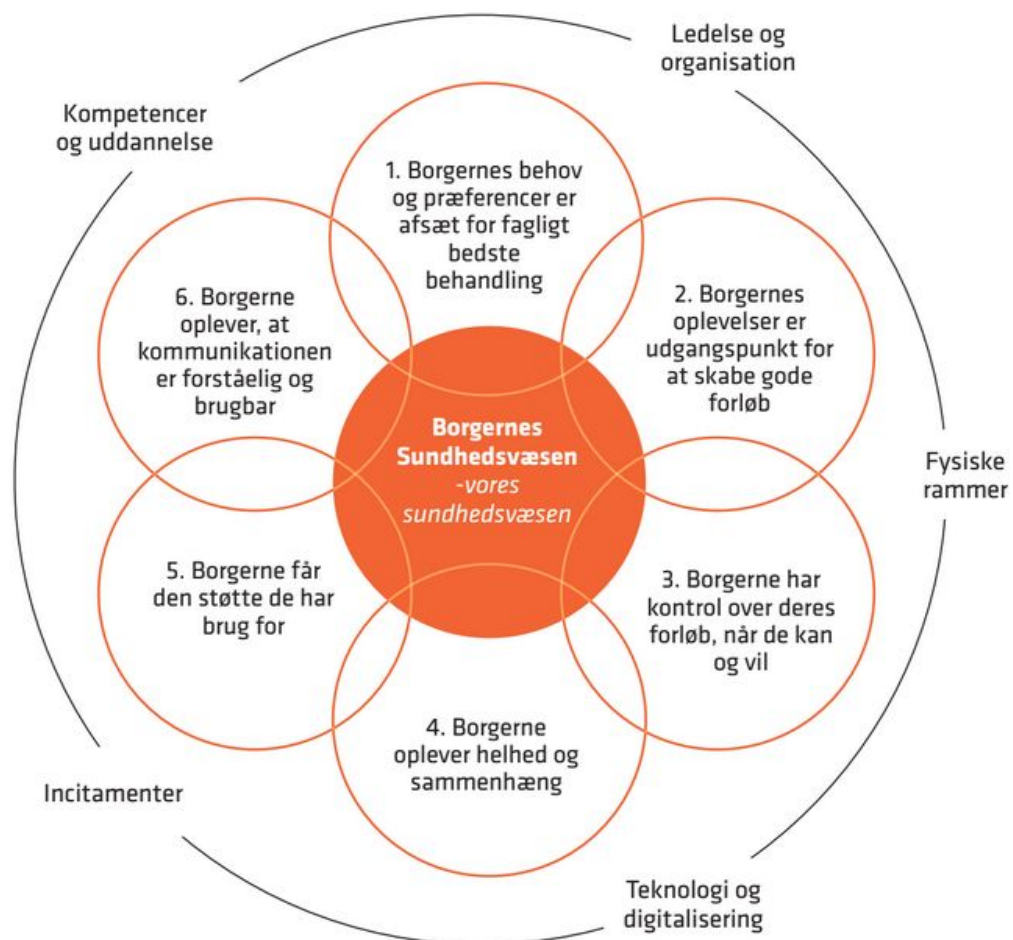 Ledelse og
organisation
Kompetencer
og uddannelse
1. Borgernes behov
og præferencer er
afsæt for fagligt
bedste
behandling
2. Borgernes
oplevelser er
udgangspunkt for
at skabe gode
forløb
6. Borgerne
oplever, at
kommunikationen
er forståelig og
brugbar
Borgernes
Sundhedsvæsen
-vores
sundhedsvæsen
Fysiske
rammer
5. Borgerne får
den støtte de har
brug for
3. Borgerne har
kontrol over deres
forløb, når de kan
og vil
4. Borgerne
oplever helhed og
sammenhæng
Incitamenter
Teknologi og
digitalisering